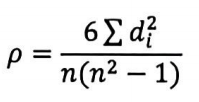 ρ = 6 ∑ d_i^2 / n(n^2 − 1)